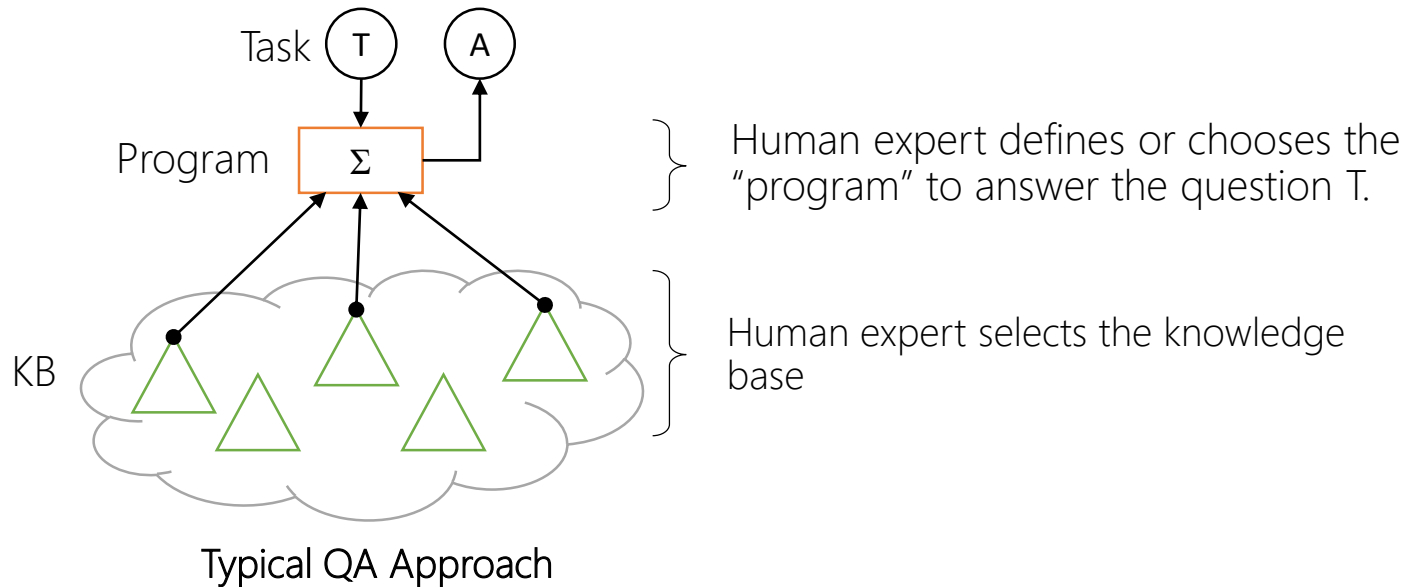 Task
T
A
Program
Σ
Human expert defines or chooses the
“program” to answer the question T.
KB
Human expert selects the knowledge
base
Typical QA Approach